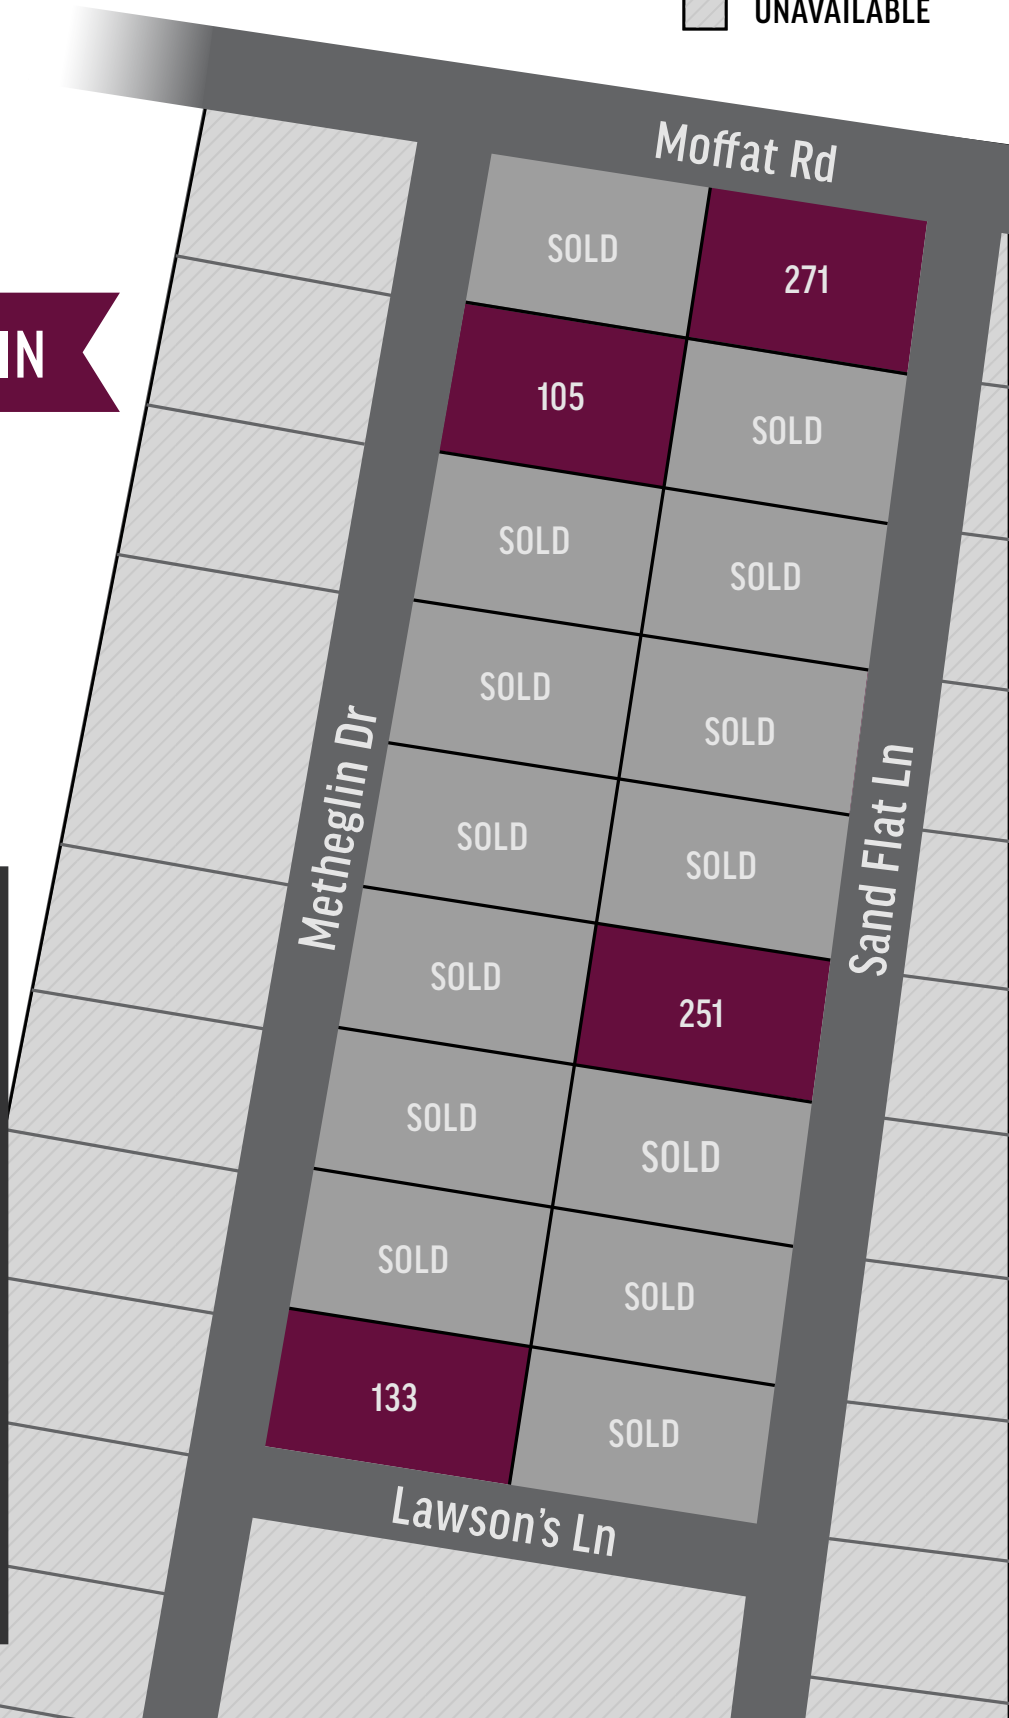 UNAVAILABLE
Moffat Rd
SOLD
271
IN
105
SOLD
SOLD
SOLD
SOLD
SOLD
Metheglin Dr
SOLD
SOLD
Sand Flat Ln
SOLD
251
SOLD
SOLD
SOLD
SOLD
133
SOLD
Lawson's Ln